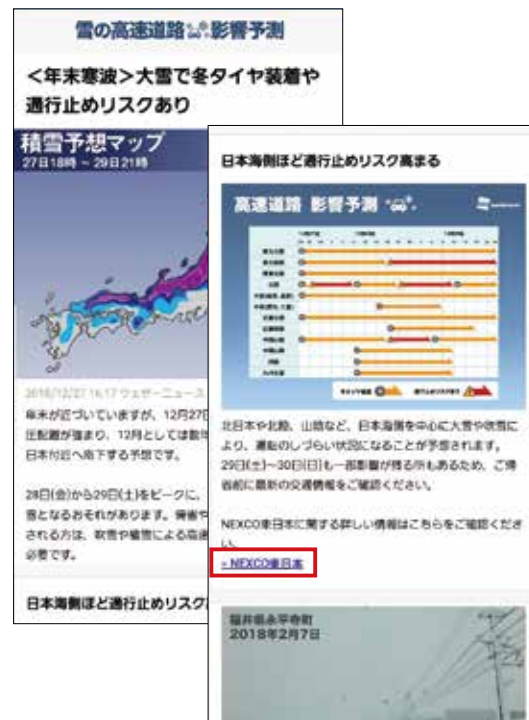 雪の高速道路 影響予測
<年末寒波>大雪で冬タイヤ装着や
通行止めリスクあり
積雪予想マップ
27日18時 ~ 29日21時
2018/12/27 16:17 ウェザーニュース
年末が近づいていますが、12月27日
圧配置が強まり、12月としては数年
日本付近へ南下する予想です。
28日(金)から29日(土)をピークに、
雪となるおそれがあります。帰省や
される方は、吹雪や積雪による高速
必要です。
日本海側ほど通行止めリスク
日本海側ほど通行止めリスク高まる
高速道路 影響予測
北日本や北陸、山陰など、日本海側を中心に大雪や吹雪に
より、運転のしづらい状況になることが予想されます。
29日(土)~30日(日)も一部影響が残る所もあるため、ご帰
省前に最新の交通情報をご確認ください。
NEXCO東日本に関する詳しい情報はこちらをご確認くださ
い。
» NEXCO東日本
福井県永平寺町
2018年2月7日